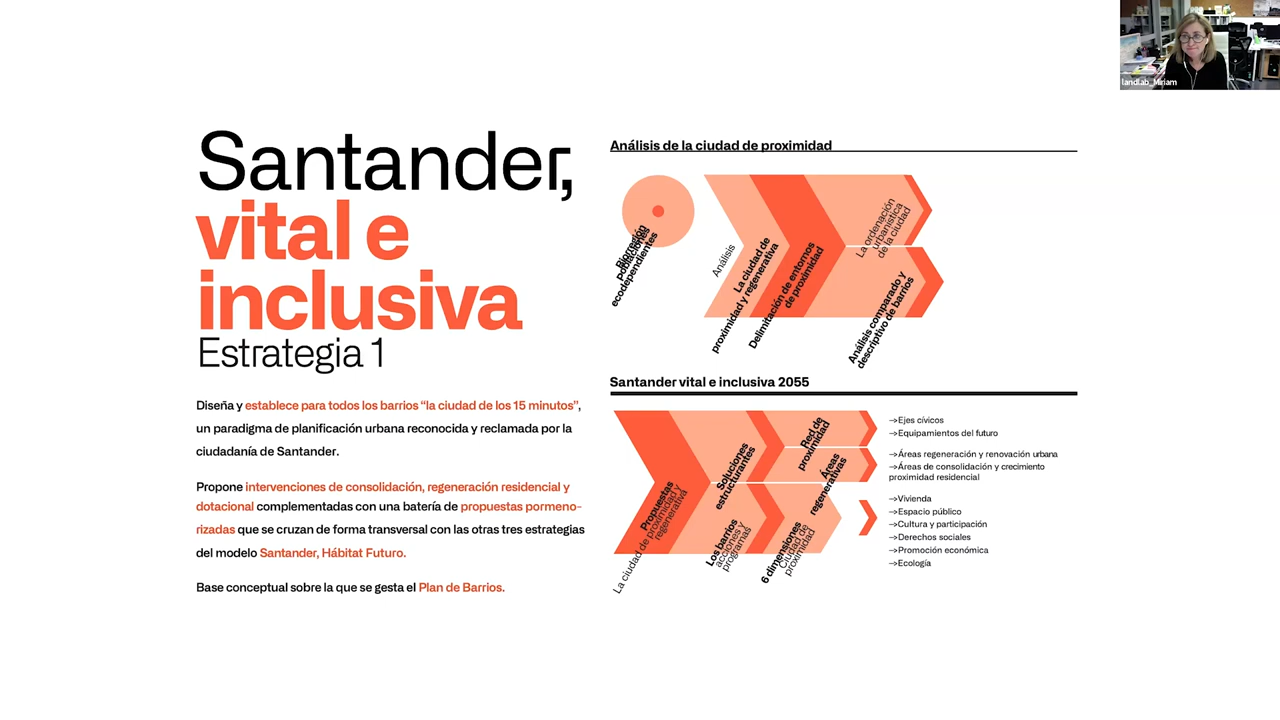 landlab_Miriam
Santander,
vital e
inclusiva
Estrategia 1
Diseña y establece para todos los barrios “la ciudad de los 15 minutos”,
un paradigma de planificación urbana reconocida y reclamada por la
ciudadanía de Santander.
Propone intervenciones de consolidación, regeneración residencial y
dotacional complementadas con una batería de propuestas pormeno-
rizadas que se cruzan de forma transversal con las otras tres estrategias
del modelo Santander, Hábitat Futuro.
Base conceptual sobre la que se gesta el Plan de Barrios.
Análisis de la ciudad de proximidad
Biorregión
poblaciones
ecodependientes
Análisis
La ciudad de
proximidad y regenerativa
Delimitación de entornos
de proximidad
La ordenación
urbanística
de la ciudad
Análisis comparado y
descriptivo de barrios
Santander vital e inclusiva 2055
Propuestas
La ciudad de proximidad y
regenerativa
Soluciones
estructurantes
Red de
proximidad
Áreas
regenerativas
Los barrios
acciones y
programas
6 dimensiones
Ciudad de
proximidad
→Ejes cívicos
→Equipamientos del futuro
→Áreas regeneración y renovación urbana
→Áreas de consolidación y crecimiento
proximidad residencial
→Vivienda
→Espacio público
→Cultura y participación
→Derechos sociales
→Promoción económica
→Ecología